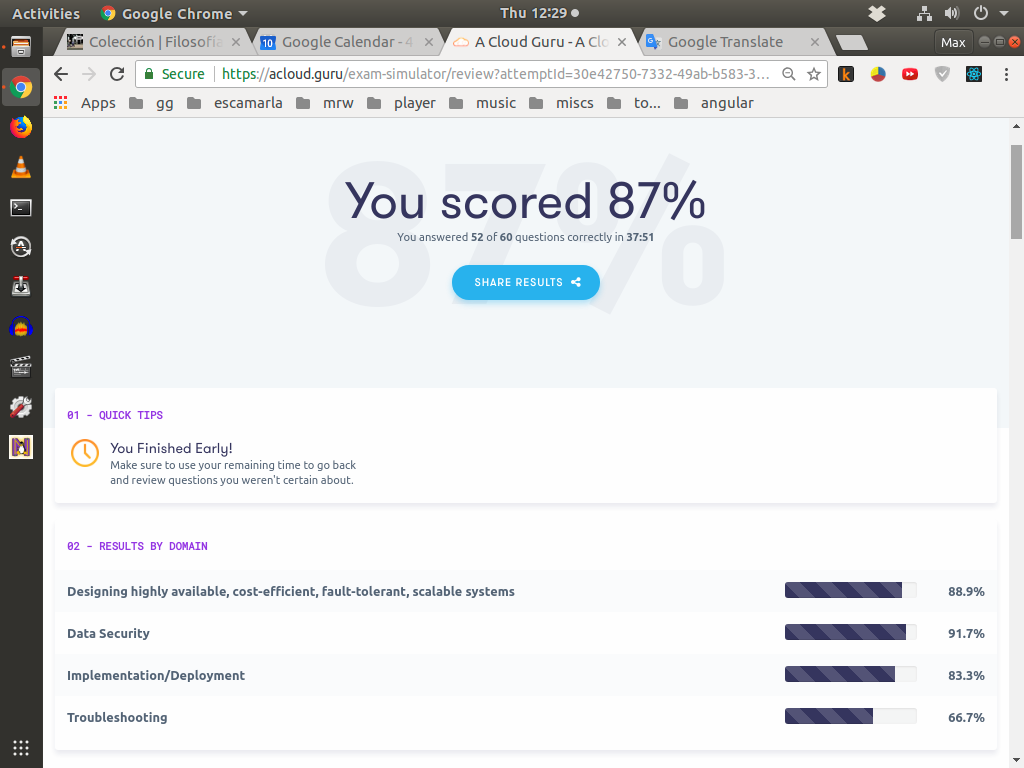 Activities Google Chrome Thu 12:29
Colección | Filosofía Google Calendar - 4 A Cloud Guru - A Clo Google Translate Max
Secure https://acloud.guru/exam-simulator/review?attemptId=30e42750-7332-49ab-b583-3...
Apps gg escamarla mrw player music miscs to... angular
87%
You scored 87%
You answered 52 of 60 questions correctly in 37:51
SHARE RESULTS
01 - QUICK TIPS
You Finished Early!
Make sure to use your remaining time to go back
and review questions you weren't certain about.
02 - RESULTS BY DOMAIN
Designing highly available, cost-efficient, fault-tolerant, scalable systems 88.9%
Data Security 91.7%
Implementation/Deployment 83.3%
Troubleshooting 66.7%